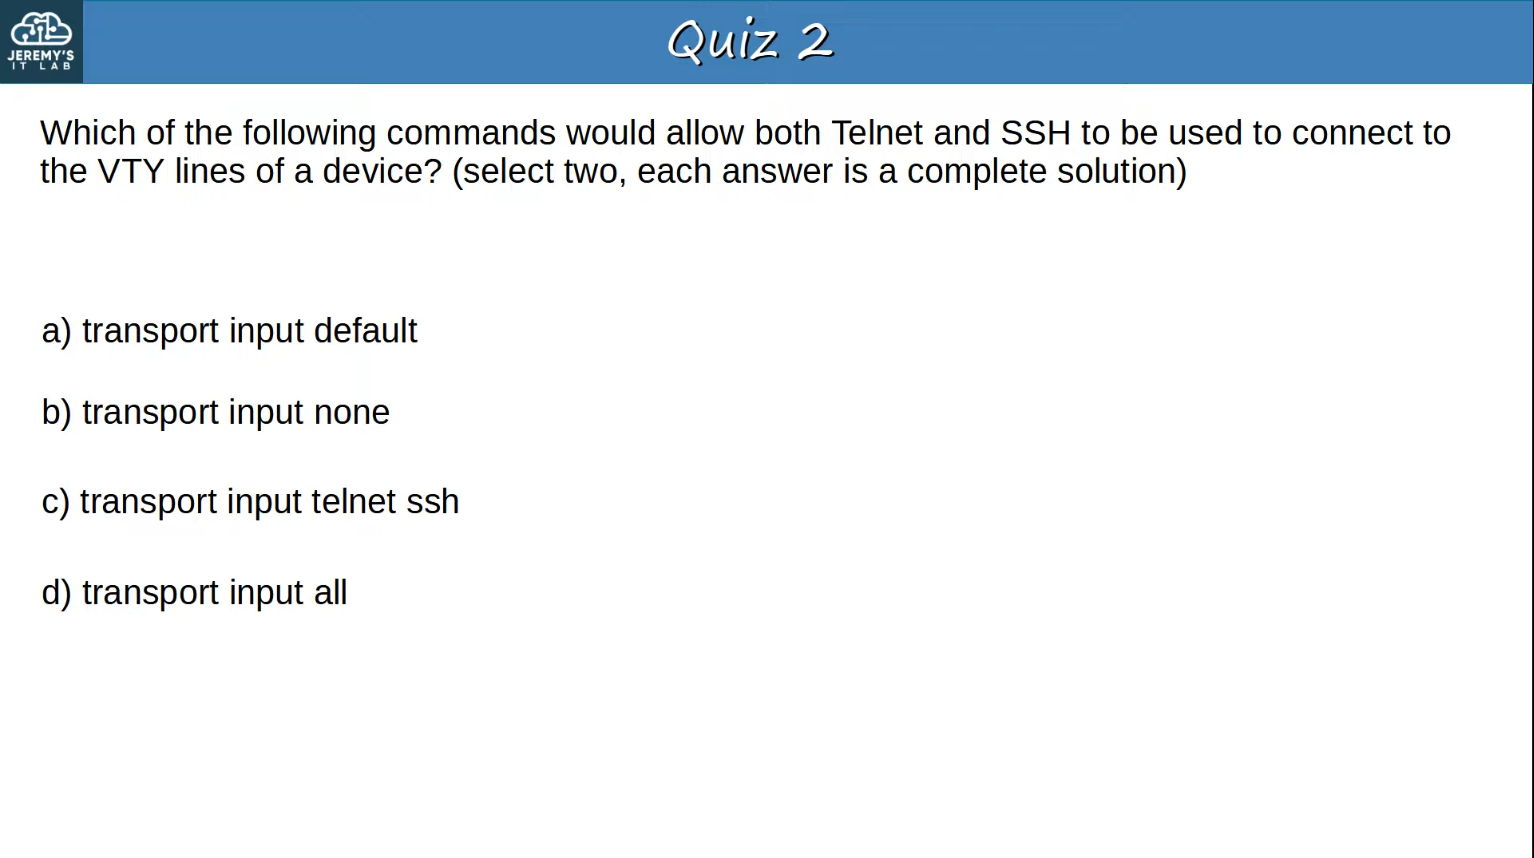 JEREMY'S
IT LAB
Quiz 2
Which of the following commands would allow both Telnet and SSH to be used to connect to
the VTY lines of a device? (select two, each answer is a complete solution)
a) transport input default
b) transport input none
c) transport input telnet ssh
d) transport input all